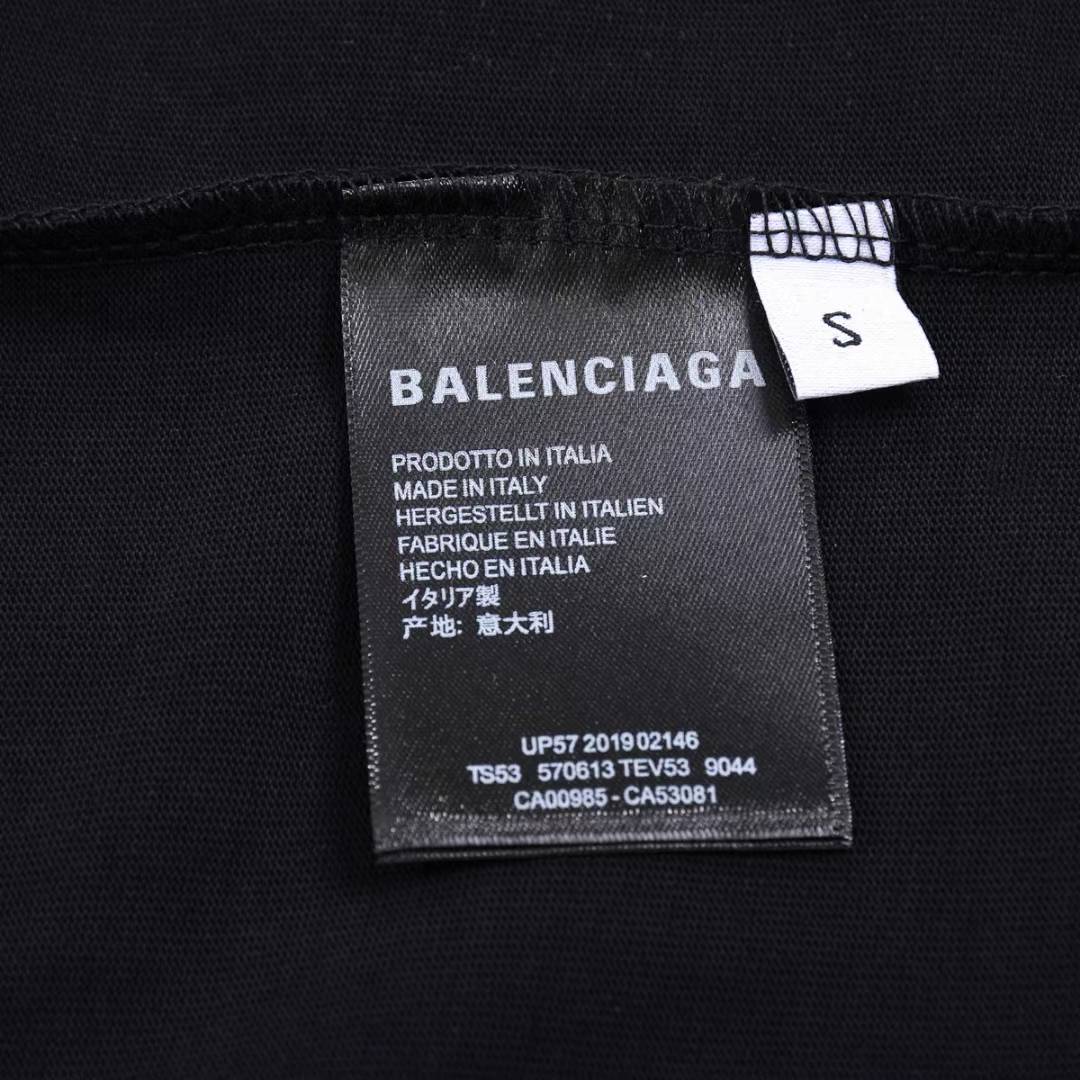 BALENCIAGA
S
PRODOTTO IN ITALIA
MADE IN ITALY
HERGESTELLT IN ITALIEN
FABRIQUE EN ITALIE
HECHO EN ITALIA
イタリア製
产地: 意大利
UP57 2019 02146
TS53 570613 TEV53 9044
CA00985 - CA53081